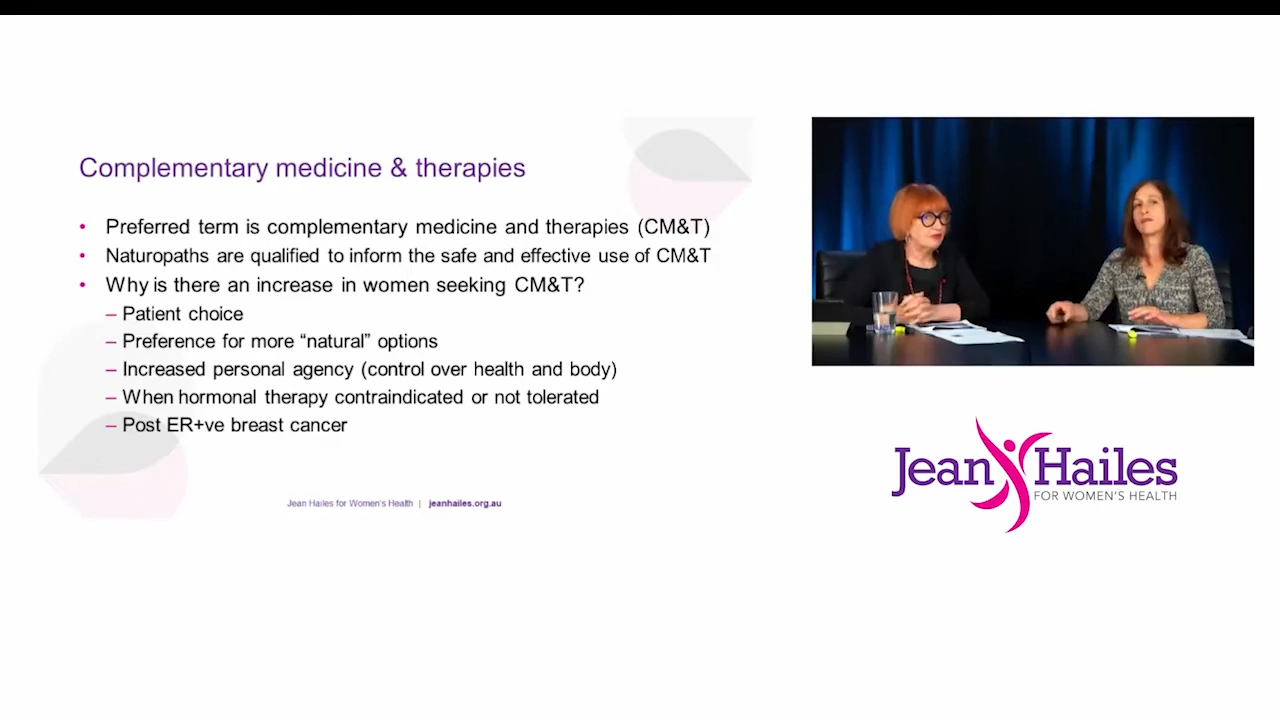 Complementary medicine & therapies
• Preferred term is complementary medicine and therapies (CM&T)
• Naturopaths are qualified to inform the safe and effective use of CM&T
• Why is there an increase in women seeking CM&T?
– Patient choice
– Preference for more “natural” options
– Increased personal agency (control over health and body)
– When hormonal therapy contraindicated or not tolerated
– Post ER+ve breast cancer
Jean Hailes for Women's Health | jeanhailes.org.au
Jean Hailes
FOR WOMEN'S HEALTH